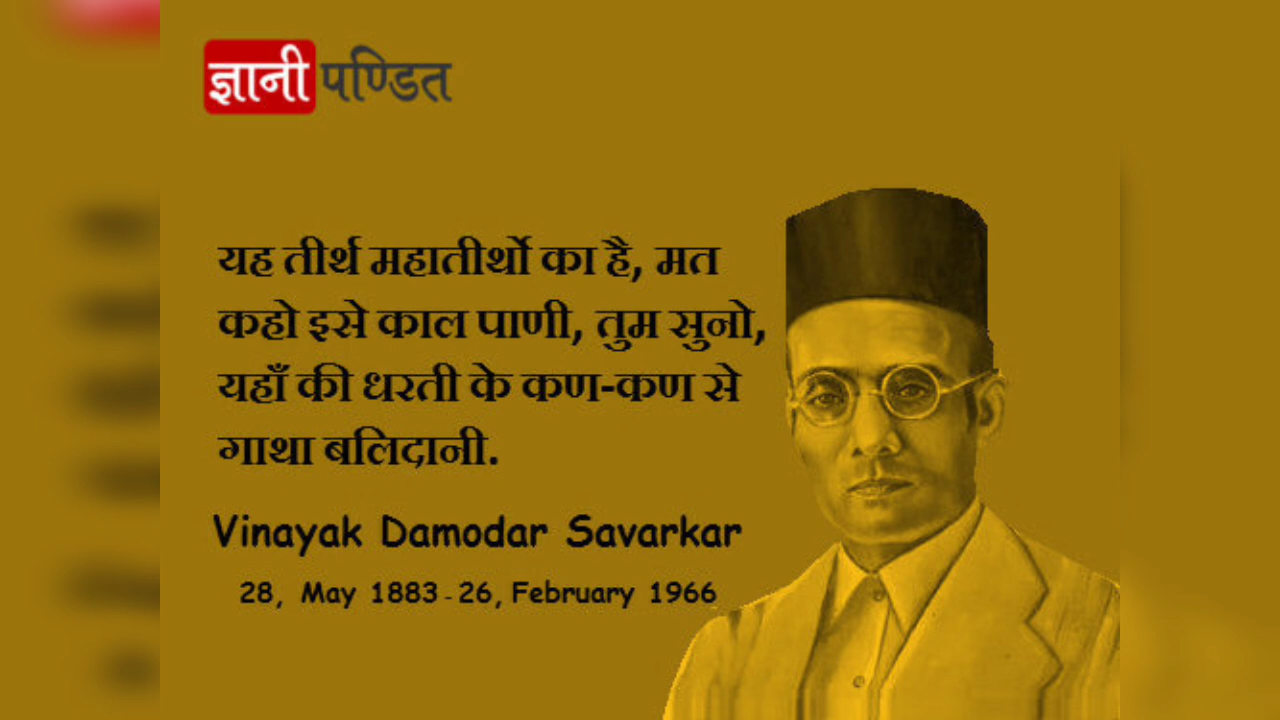 ज्ञानी पण्डित
यह तीर्थ महातीर्थो का है, मत
कहो इसे काल पाणी, तुम सुनो,
यहाँ की धरती के कण-कण से
गाथा बलिदानी.
Vinayak Damodar Savarkar
28, May 1883 - 26, February 1966